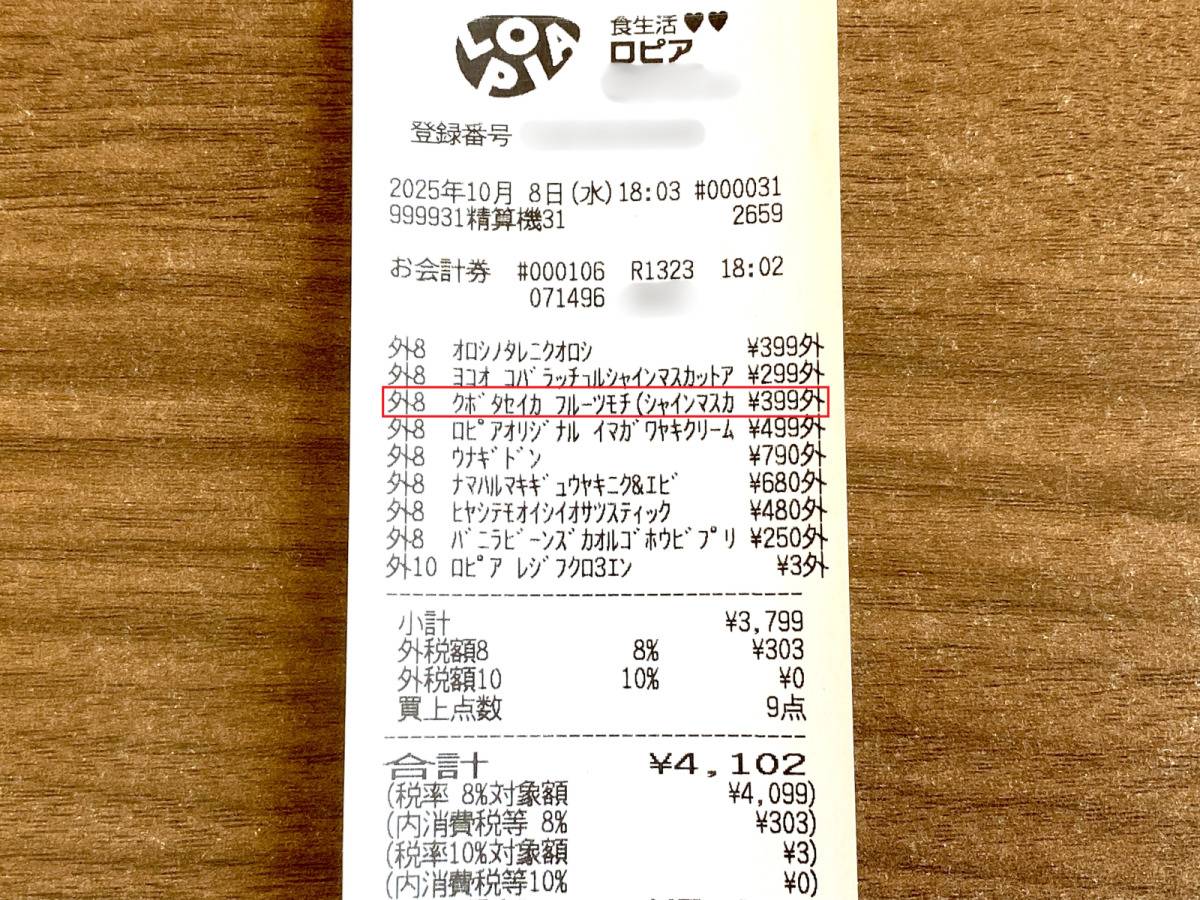 LOPIA
食生活♥♥
ロピア
登録番号
2025年10月 8日(水)18:03 #000031
999931精算機31 2659
お会計券 #000106 R1323 18:02
071496
外8 オロシノタレニクオロシ ¥399外
外8 ヨコオ コバラッチュルシャインマスカットア ¥299外
外8 クボタセイカ フルーツモチ(シャインマスカ ¥399外
外8 ロピアオリジナル イマガワヤキクリーム ¥499外
外8 ウナギドン ¥790外
外8 ナマハルマキギュウヤキニク&エビ ¥680外
外8 ヒヤシテモオイシイオサツスティック ¥480外
外8 バニラビーンズカオルゴホウビプリ ¥250外
外10 ロピア レジフクロ3エン ¥3外
小計 ¥3,799
外税額8 8% ¥303
外税額10 10% ¥0
買上点数 9点
合計 ¥4,102
(税率 8%対象額 ¥4,099)
(内消費税等 8% ¥303)
(税率10%対象額 ¥3)
(内消費税等10% ¥0)